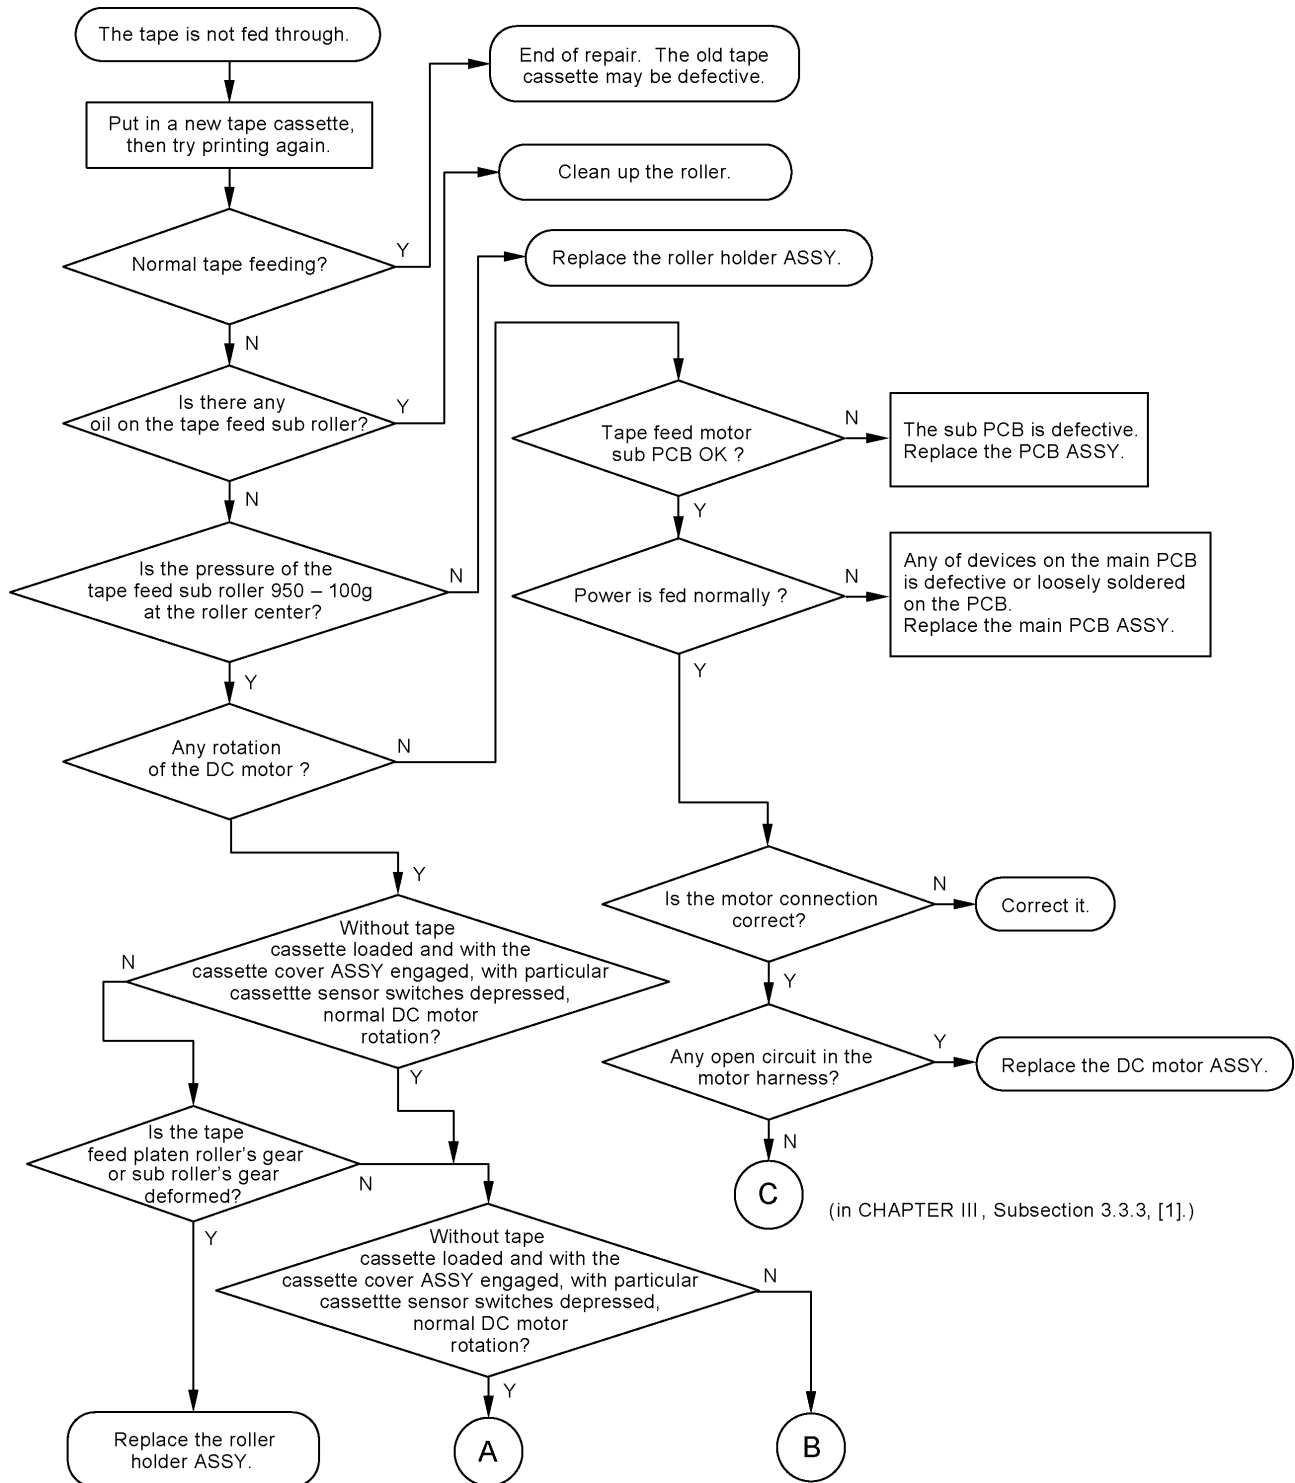 The tape is not fed through.
Put in a new tape cassette,
then try printing again.
Normal tape feeding?
Y
N
End of repair. The old tape
cassette may be defective.
Is there any
oil on the tape feed sub roller?
Y
N
Clean up the roller.
Is the pressure of the
tape feed sub roller 950 – 100g
at the roller center?
N
Y
Replace the roller holder ASSY.
Any rotation
of the DC motor ?
N
Y
Tape feed motor
sub PCB OK ?
N
Y
The sub PCB is defective.
Replace the PCB ASSY.
Power is fed normally ?
N
Y
Any of devices on the main PCB
is defective or loosely soldered
on the PCB.
Replace the main PCB ASSY.
Is the motor connection
correct?
N
Y
Correct it.
Any open circuit in the
motor harness?
Y
N
Replace the DC motor ASSY.
C
(in CHAPTER III, Subsection 3.3.3, [1].)
Without tape
cassette loaded and with the
cassette cover ASSY engaged, with particular
cassettte sensor switches depressed,
normal DC motor
rotation?
N
Y
Is the tape
feed platen roller's gear
or sub roller's gear
deformed?
N
Y
Replace the roller
holder ASSY.
Without tape
cassette loaded and with the
cassette cover ASSY engaged, with particular
cassettte sensor switches depressed,
normal DC motor
rotation?
N
Y
A
B